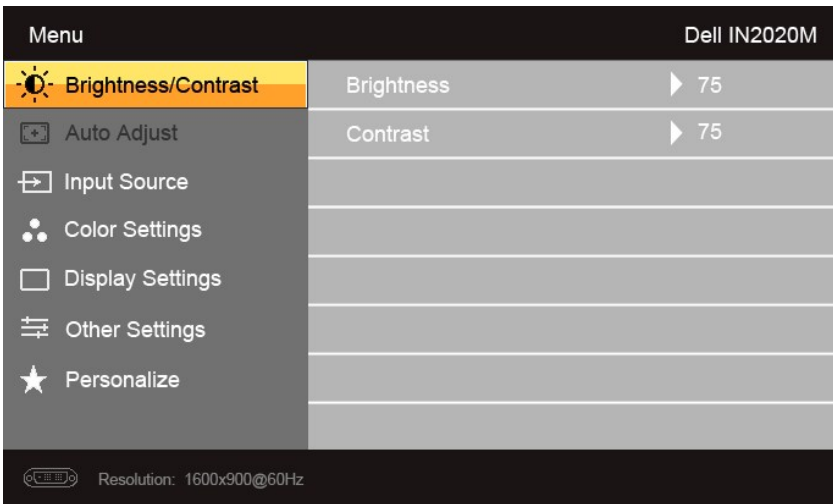 Menu Dell IN2020M
Brightness/Contrast Brightness 75
Auto Adjust Contrast 75
Input Source
Color Settings
Display Settings
Other Settings
Personalize
Resolution: 1600x900@60Hz